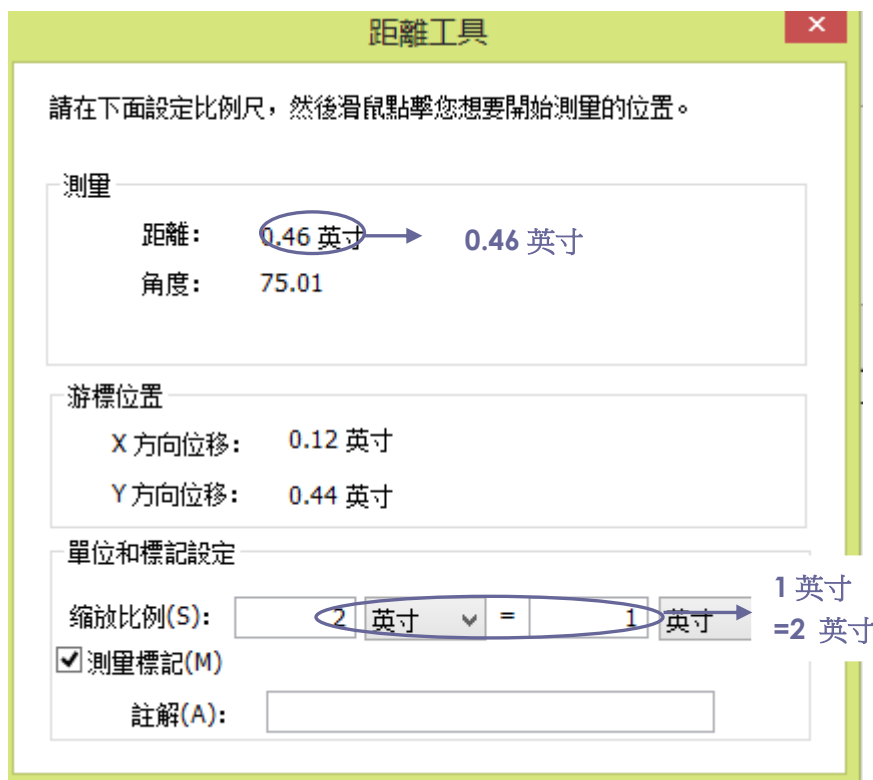 距離工具
請在下面設定比例尺，然後滑鼠點擊您想要開始測量的位置。
測量
距離： 0.46 英寸 0.46 英寸
角度： 75.01
游標位置
X 方向位移： 0.12 英寸
Y 方向位移： 0.44 英寸
單位和標記設定
缩放比例(S)： 2 英寸 = 1 英寸
1 英寸
=2 英寸
測量標記(M)
註解(A)：